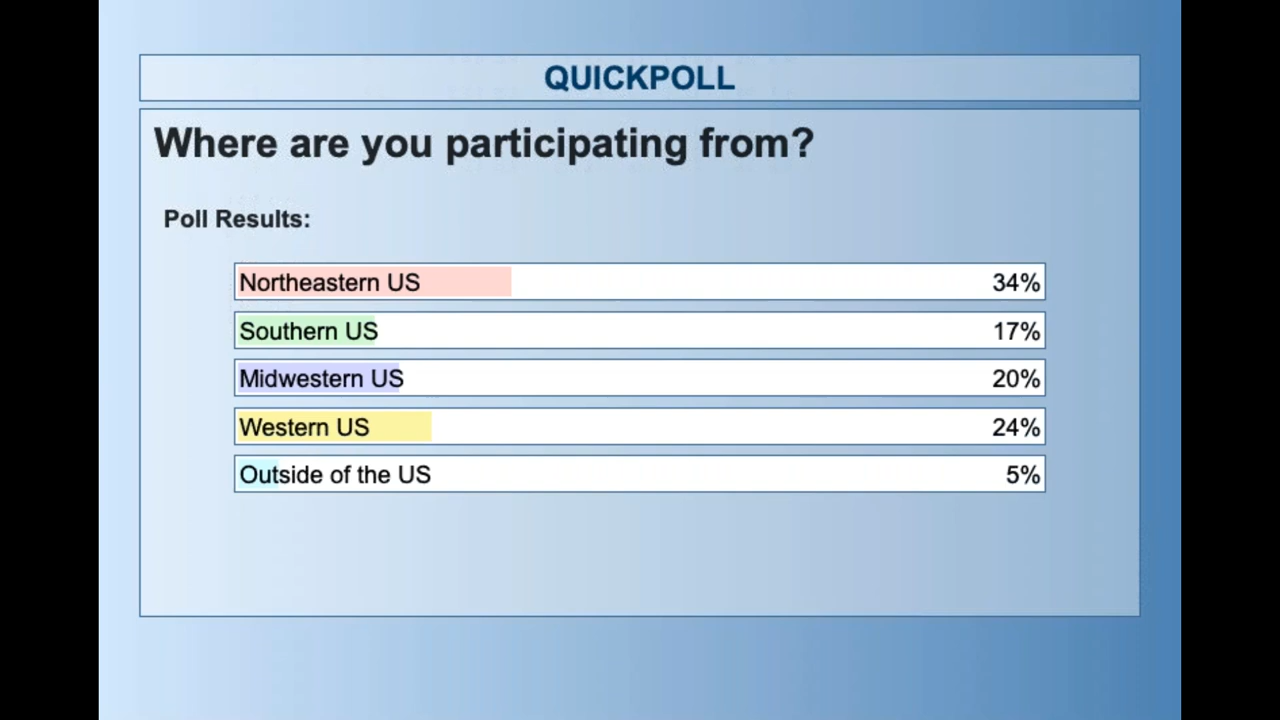 QUICKPOLL
Where are you participating from?
Poll Results:
Northeastern US 34%
Southern US 17%
Midwestern US 20%
Western US 24%
Outside of the US 5%